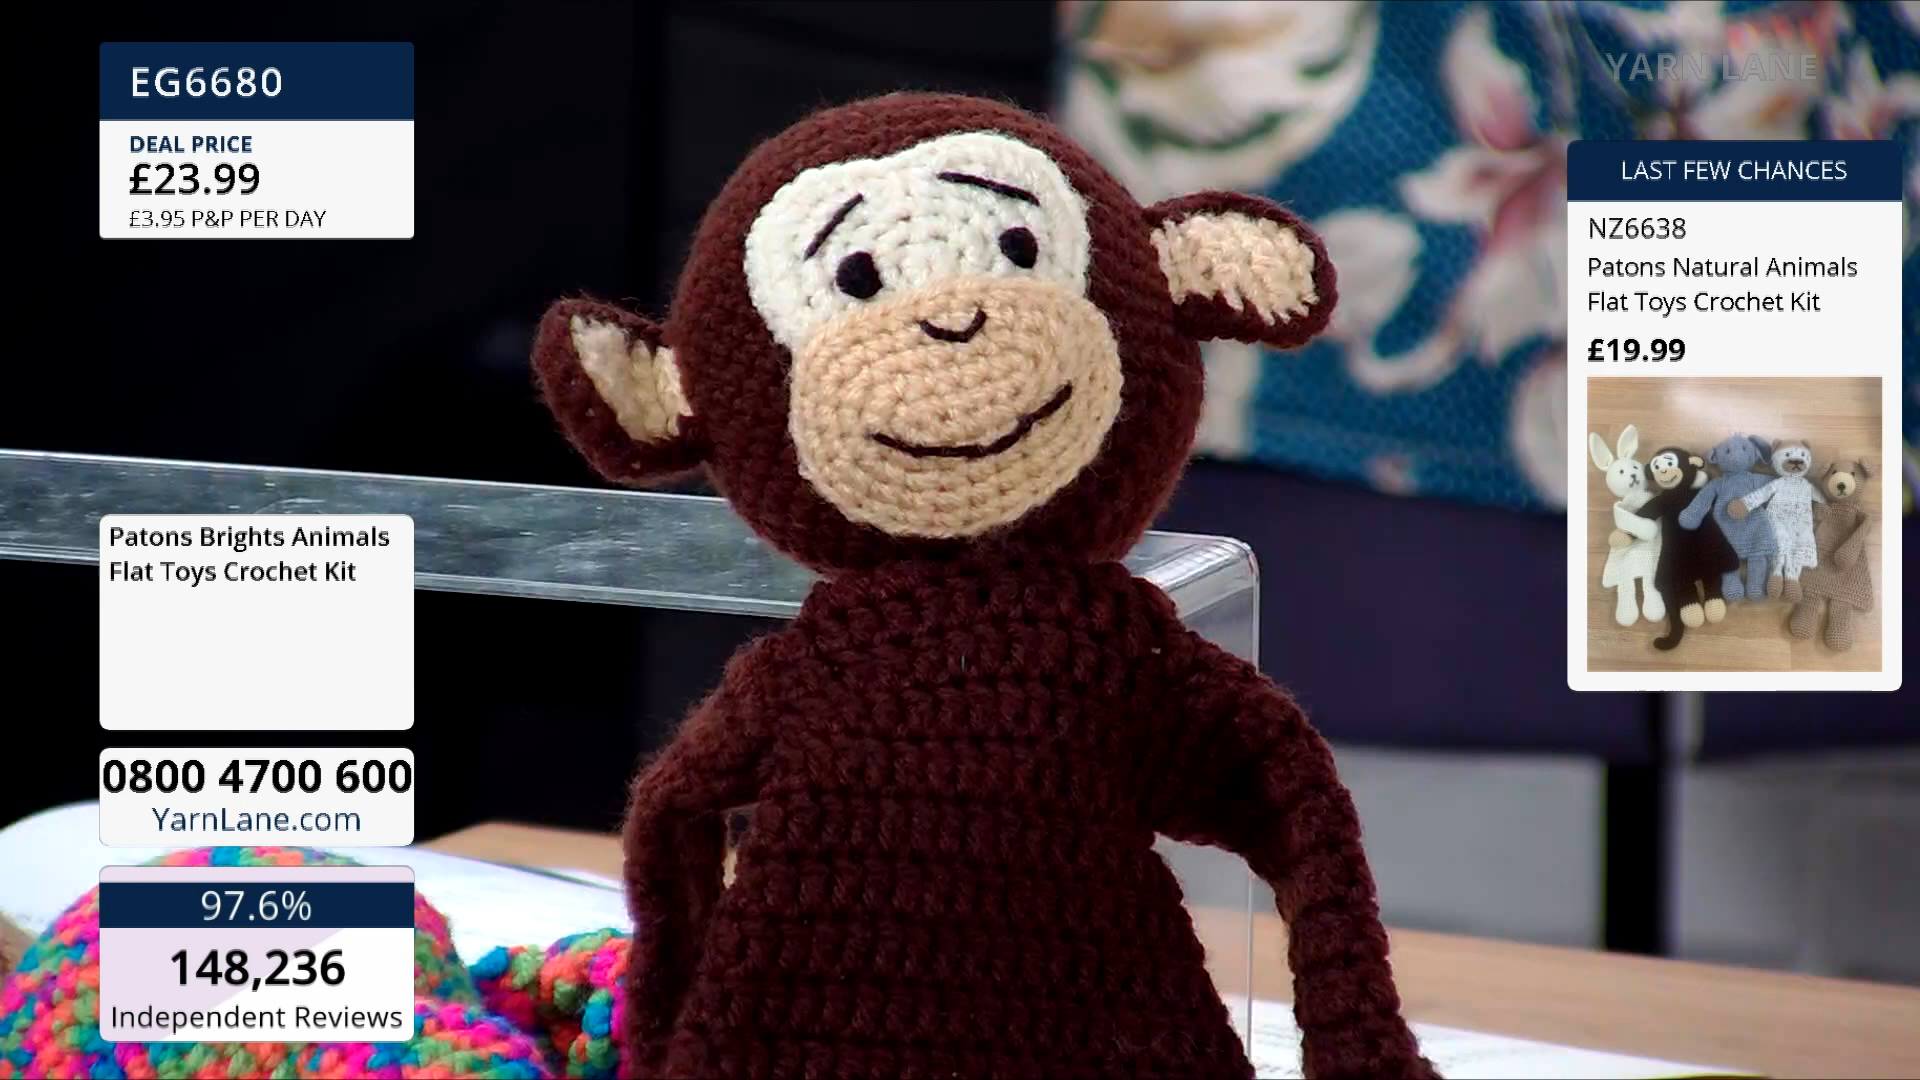 EG6680
DEAL PRICE
£23.99
£3.95 P&P PER DAY
Patons Brights Animals
Flat Toys Crochet Kit
0800 4700 600
YarnLane.com
97.6%
148,236
Independent Reviews
YARN LANE
LAST FEW CHANCES
NZ6638
Patons Natural Animals
Flat Toys Crochet Kit
£19.99